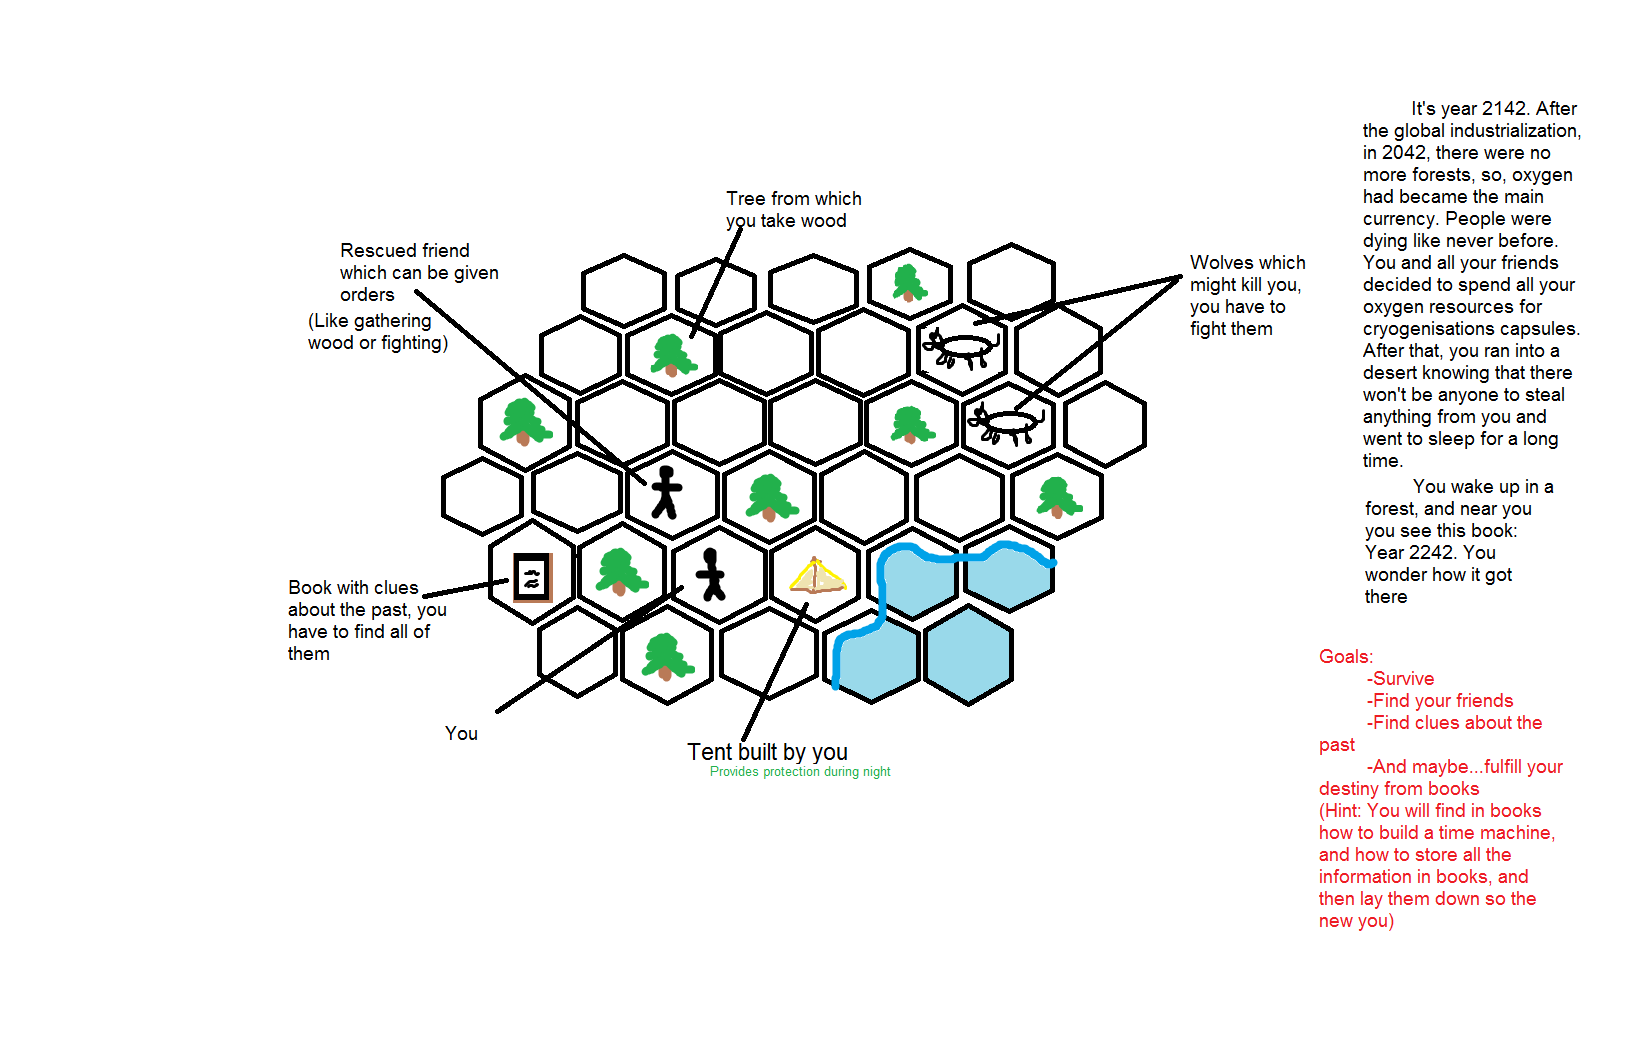 Tree from which
you take wood
Rescued friend
which can be given
orders
(Like gathering
wood or fighting)
Wolves which
might kill you,
you have to
fight them
Book with clues
about the past, you
have to find all of
them
You
Tent built by you
Provides protection during night
It's year 2142. After
the global industrialization,
in 2042, there were no
more forests, so, oxygen
had became the main
currency. People were
dying like never before.
You and all your friends
decided to spend all your
oxygen resources for
cryogenisations capsules.
After that, you ran into a
desert knowing that there
won't be anyone to steal
anything from you and
went to sleep for a long
time.
You wake up in a
forest, and near you
you see this book:
Year 2242. You
wonder how it got
there
Goals:
-Survive
-Find your friends
-Find clues about the
past
-And maybe...fulfill your
destiny from books
(Hint: You will find in books
how to build a time machine,
and how to store all the
information in books, and
then lay them down so the
new you)